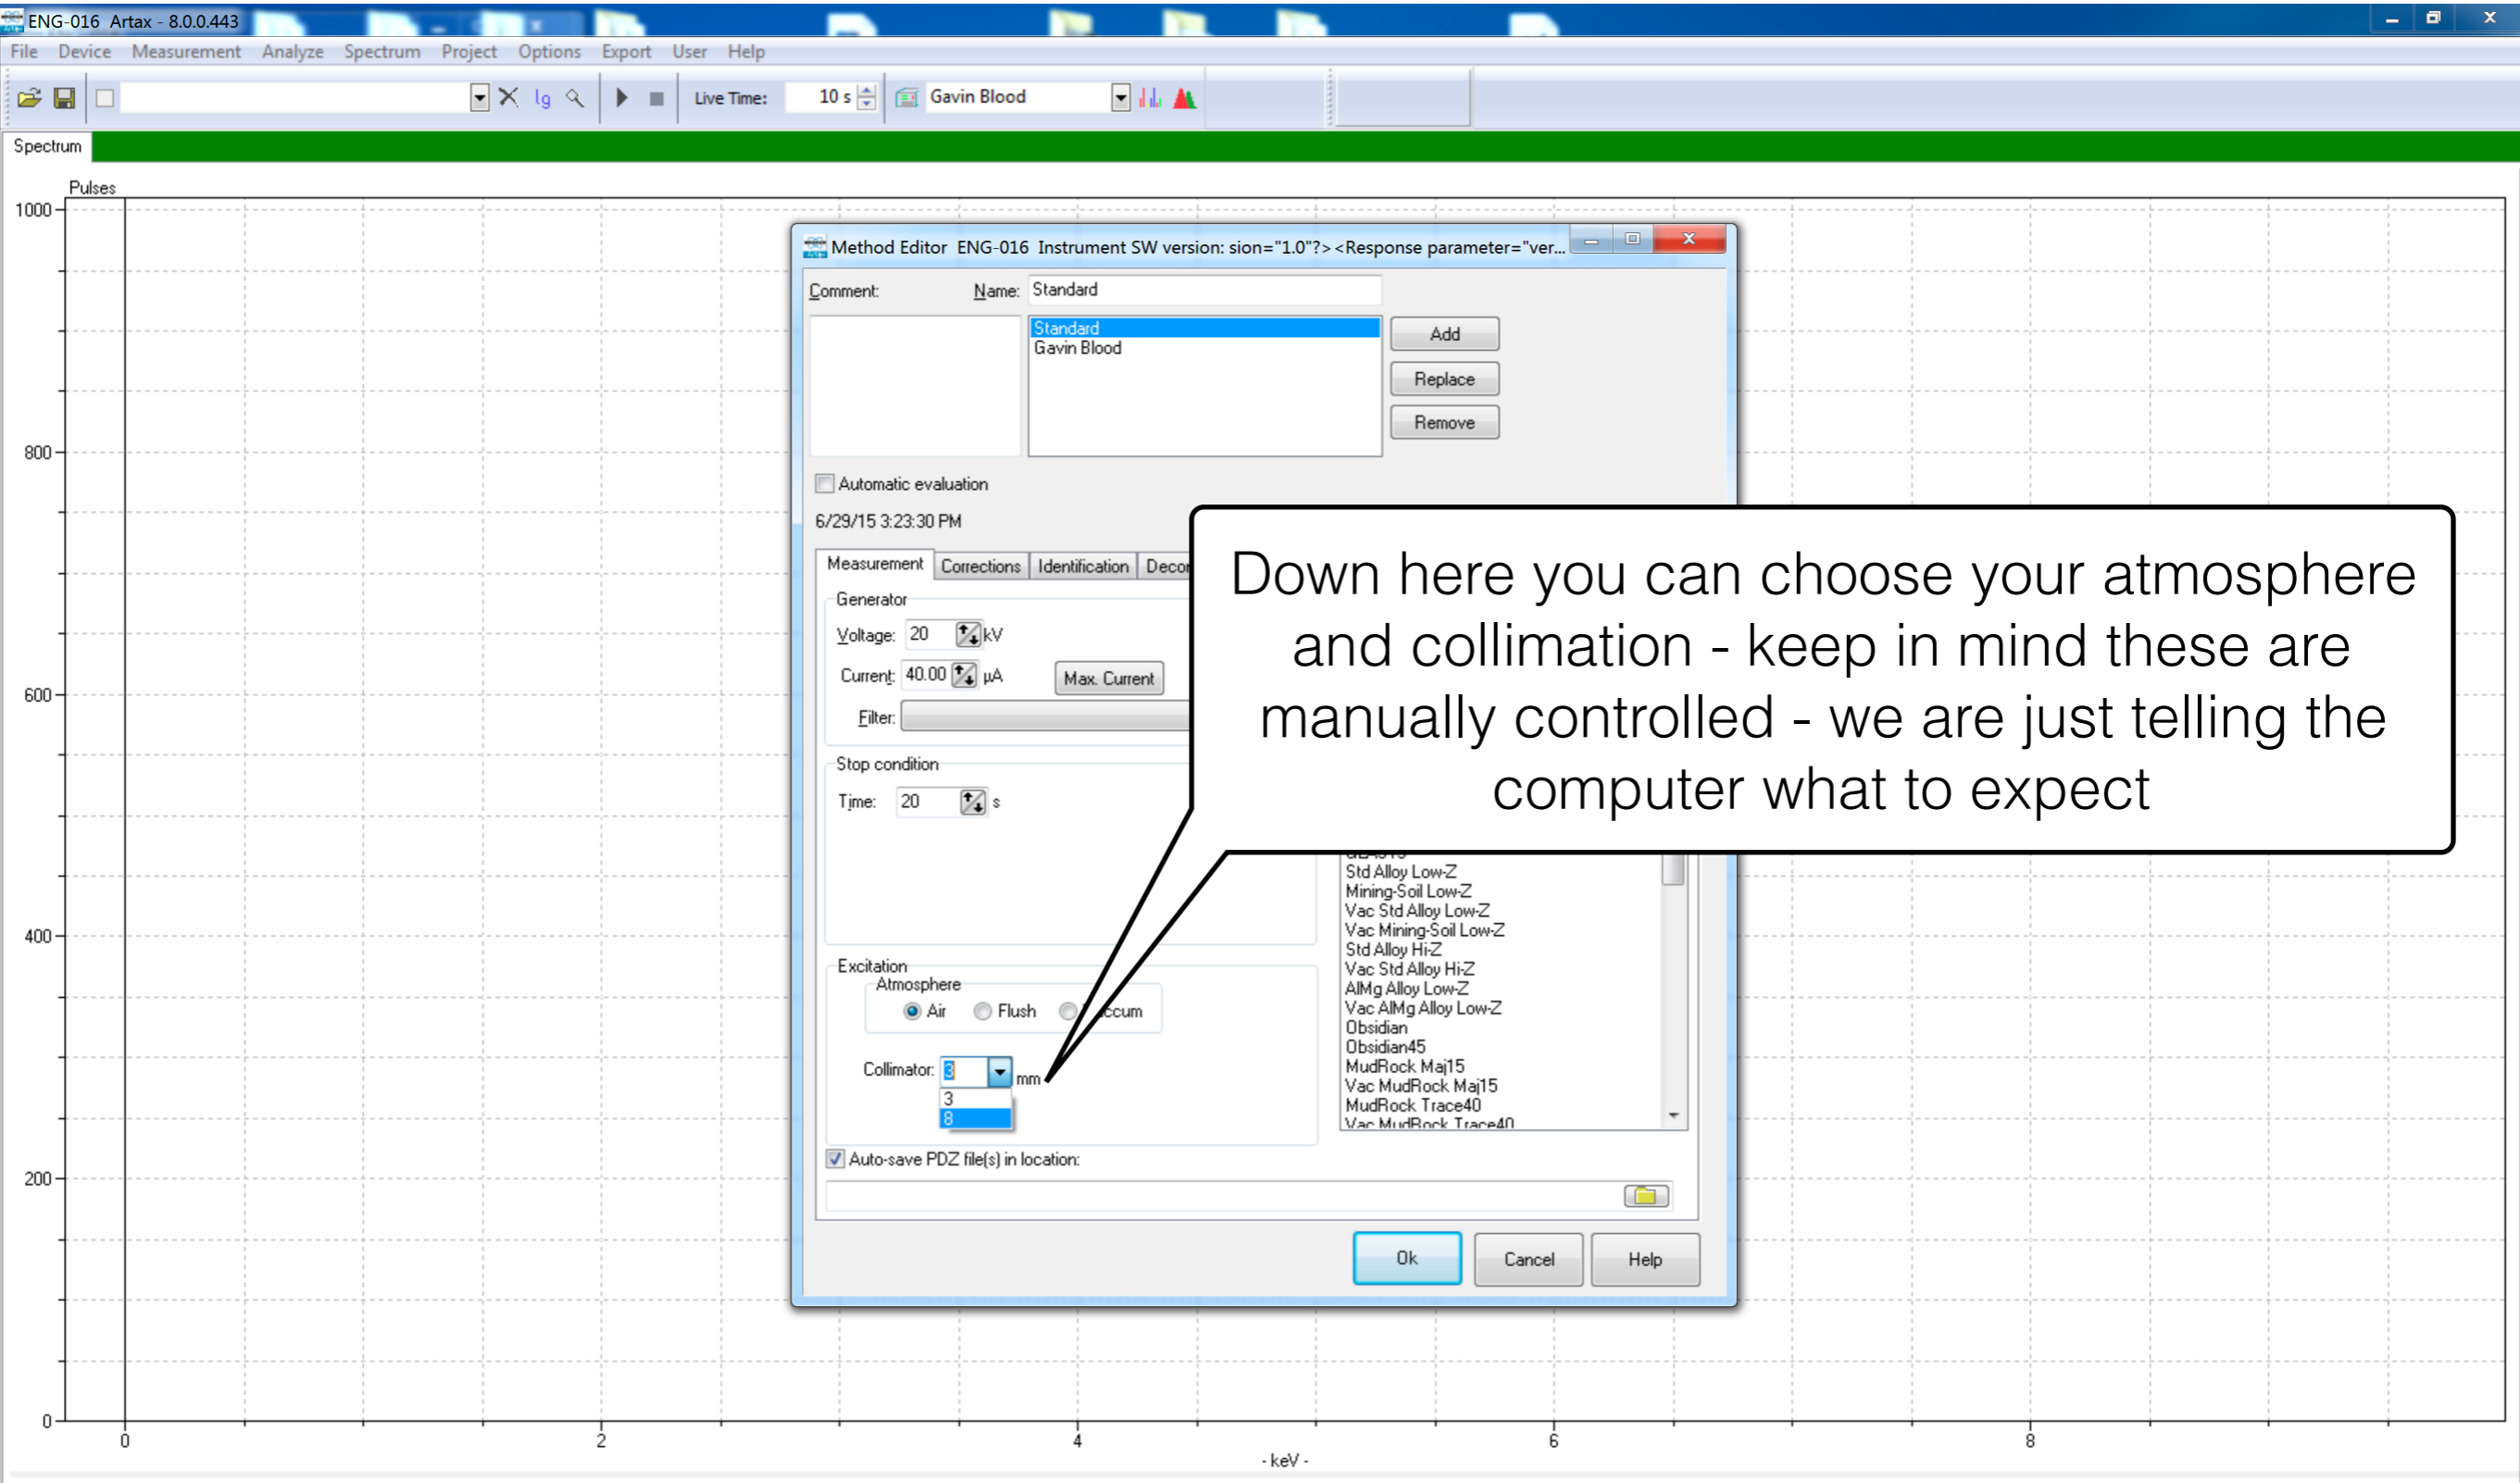 ENG-016 Artax - 8.0.0.443
File Device Measurement Analyze Spectrum Project Options Export User Help
lg Live Time: 10 s Gavin Blood
Spectrum
Pulses
1000
800
600
400
200
0
0 2 4 6 8
- keV -
Method Editor ENG-016 Instrument SW version: sion="1.0"?><Response parameter="ver...
Comment: Name: Standard
Standard
Gavin Blood
Add
Replace
Remove
Automatic evaluation
6/29/15 3:23:30 PM
Measurement Corrections Identification Decon
Generator
Voltage: 20 kV
Current: 40.00 µA Max. Current
Filter:
Stop condition
Time: 20 s
Excitation
Atmosphere
Air Flush
Collimator: 3 mm
3
8
Std Alloy Low-Z
Mining-Soil Low-Z
Vac Std Alloy Low-Z
Vac Mining-Soil Low-Z
Std Alloy Hi-Z
Vac Std Alloy Hi-Z
AlMg Alloy Low-Z
Vac AlMg Alloy Low-Z
Obsidian
Obsidian45
MudRock Maj15
Vac MudRock Maj15
MudRock Trace40
Vac MudRock Trace40
Auto-save PDZ file(s) in location:
Ok Cancel Help
Down here you can choose your atmosphere
and collimation - keep in mind these are
manually controlled - we are just telling the
computer what to expect